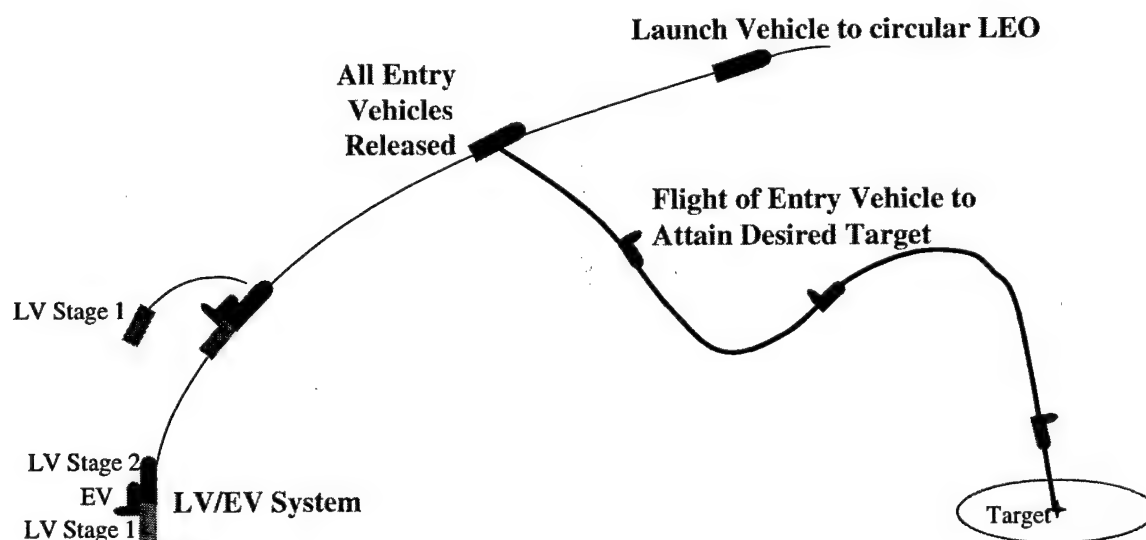 Launch Vehicle to circular LEO
All Entry
Vehicles
Released
Flight of Entry Vehicle to
Attain Desired Target
LV Stage 1
LV Stage 2
EV
LV/EV System
LV Stage 1
Target